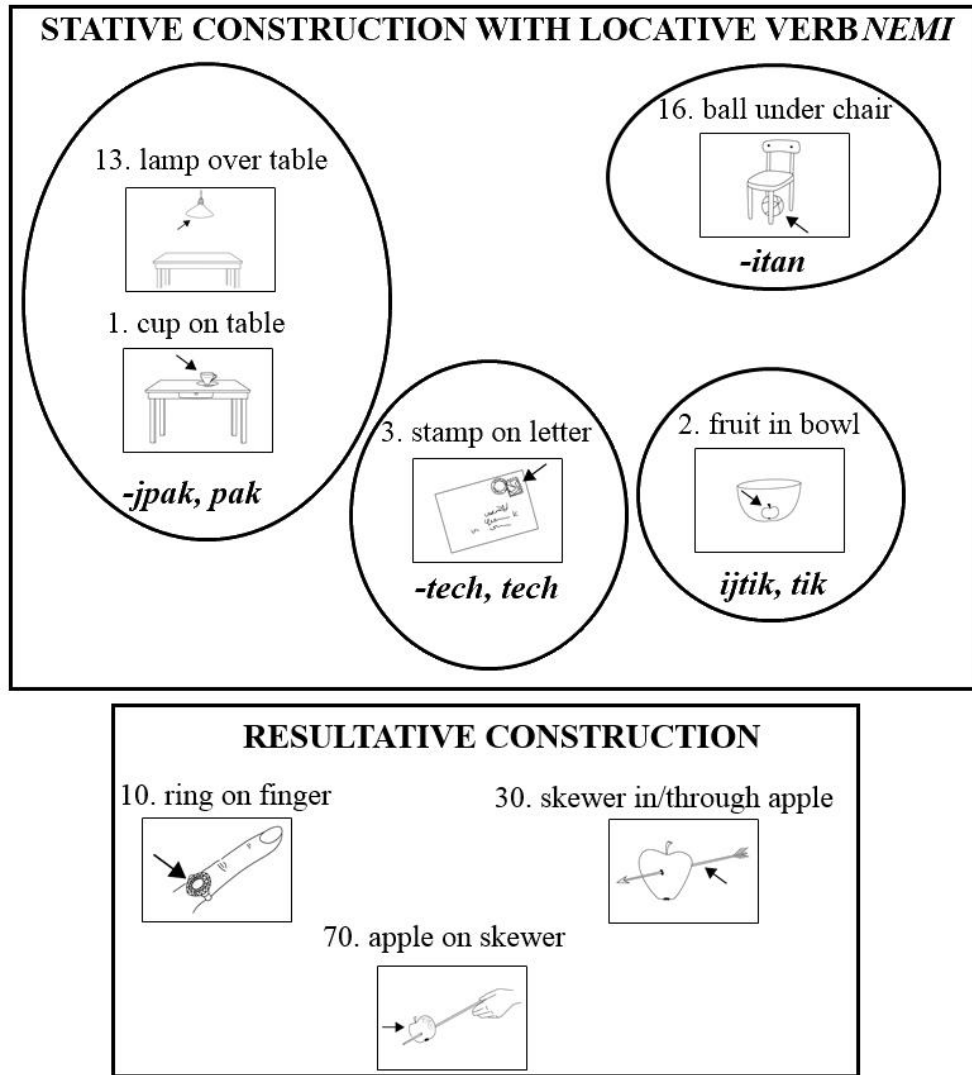 STATIVE CONSTRUCTION WITH LOCATIVE VERB NEMI
13. lamp over table
1. cup on table
-jpak, pak
16. ball under chair
-itan
3. stamp on letter
-tech, tech
2. fruit in bowl
ijtik, tik
RESULTATIVE CONSTRUCTION
10. ring on finger
30. skewer in/through apple
70. apple on skewer